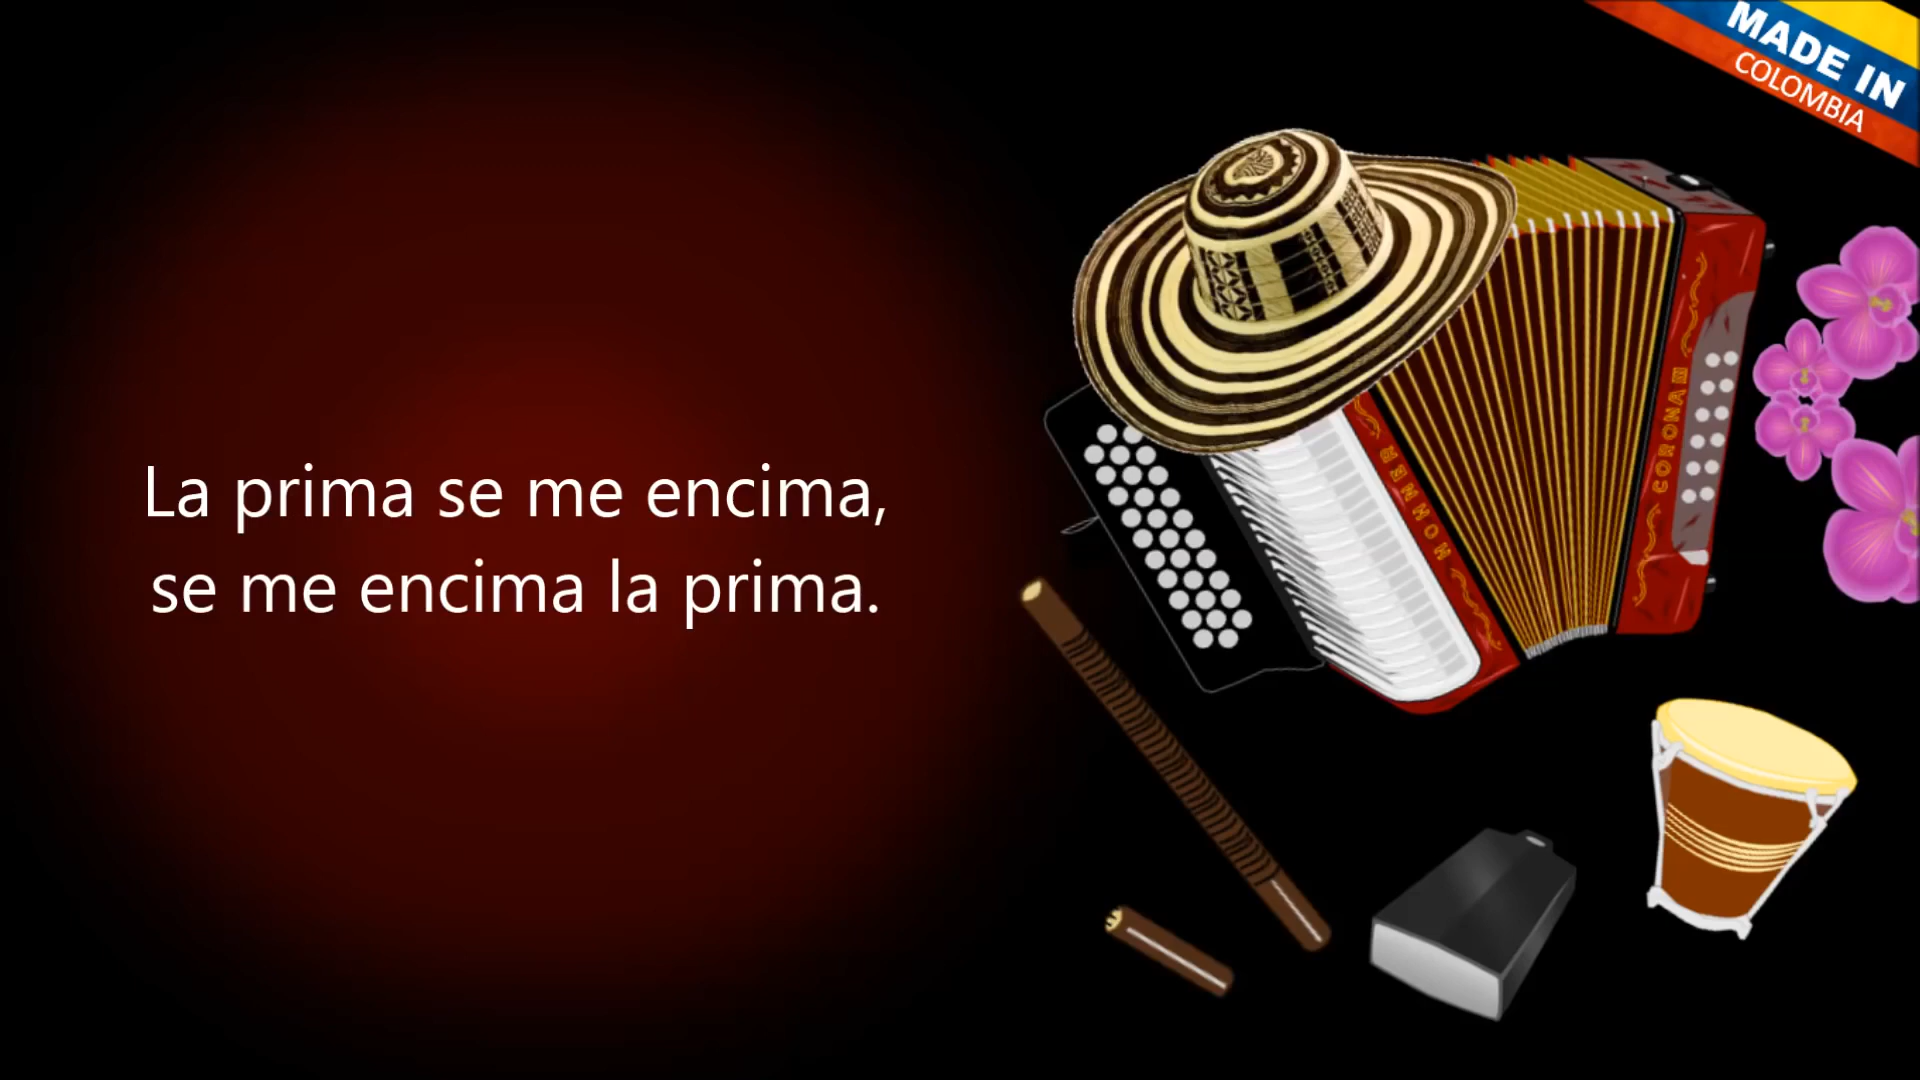 MADE IN
COLOMBIA
La prima se me encima,
se me encima la prima.
HOHNER
CORONA III